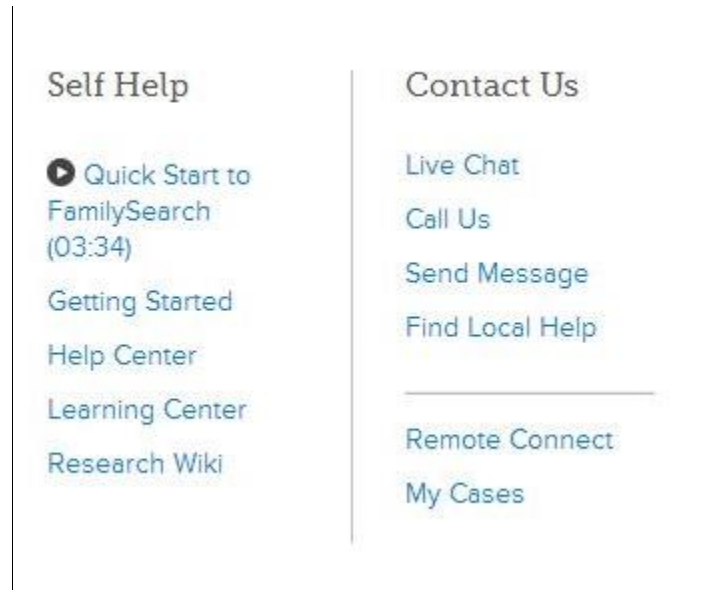 Self Help
Quick Start to
FamilySearch
(03:34)
Getting Started
Help Center
Learning Center
Research Wiki
Contact Us
Live Chat
Call Us
Send Message
Find Local Help
Remote Connect
My Cases